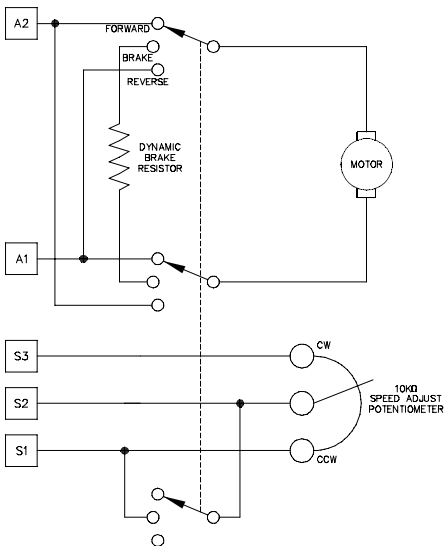 A2
FORWARD
BRAKE
REVERSE
DYNAMIC
BRAKE
RESISTOR
MOTOR
A1
S3
CW
S2
10KΩ
SPEED ADJUST
POTENTIOMETER
S1
CCW